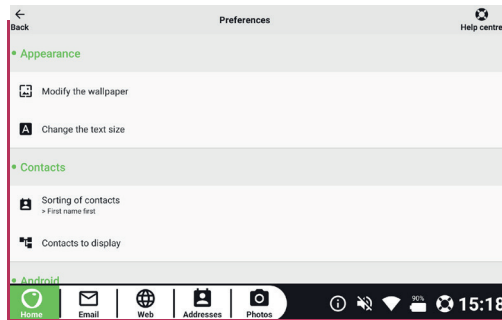 Back
Preferences
Help centre
• Appearance
Modify the wallpaper
A Change the text size
• Contacts
Sorting of contacts
> First name first
Contacts to display
• Android
Home
Email
Web
Addresses
Photos
90%
15:18